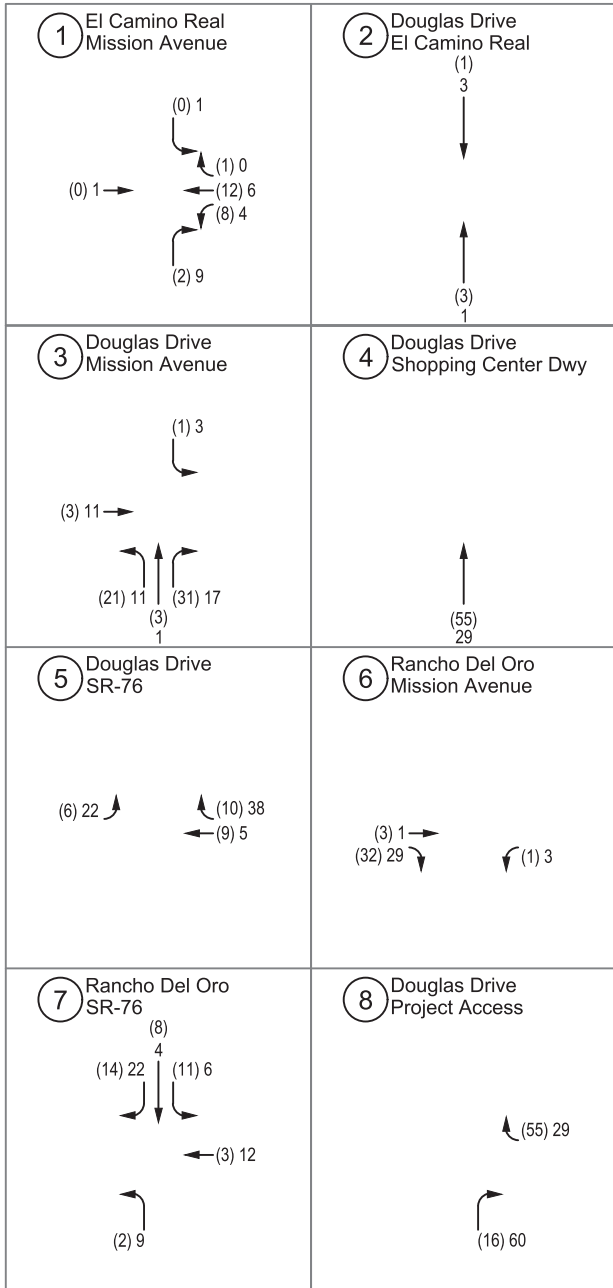 1
El Camino Real
Mission Avenue
(0) 1
(1) 0
(0) 1
(12) 6
(8) 4
(2) 9
2
Douglas Drive
El Camino Real
(1)
3
(3)
1
3
Douglas Drive
Mission Avenue
(1) 3
(3) 11
(21) 11
(31) 17
(3)
1
4
Douglas Drive
Shopping Center Dwy
(55)
29
5
Douglas Drive
SR-76
(6) 22
(10) 38
(9) 5
6
Rancho Del Oro
Mission Avenue
(3) 1
(32) 29
(1) 3
7
Rancho Del Oro
SR-76
(8)
4
(14) 22
(11) 6
(3) 12
(2) 9
8
Douglas Drive
Project Access
(55) 29
(16) 60